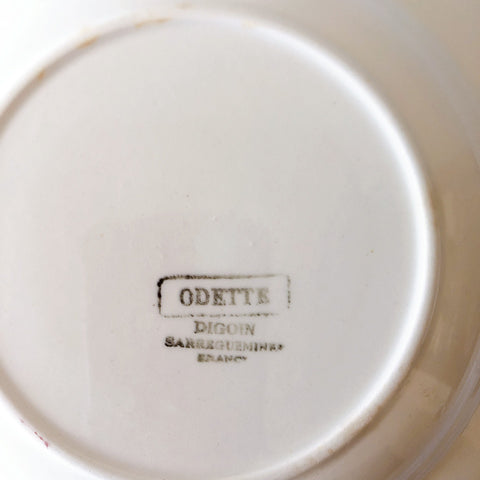 ODETTE
DIGOIN
SARREGUEMINES
FRANCE